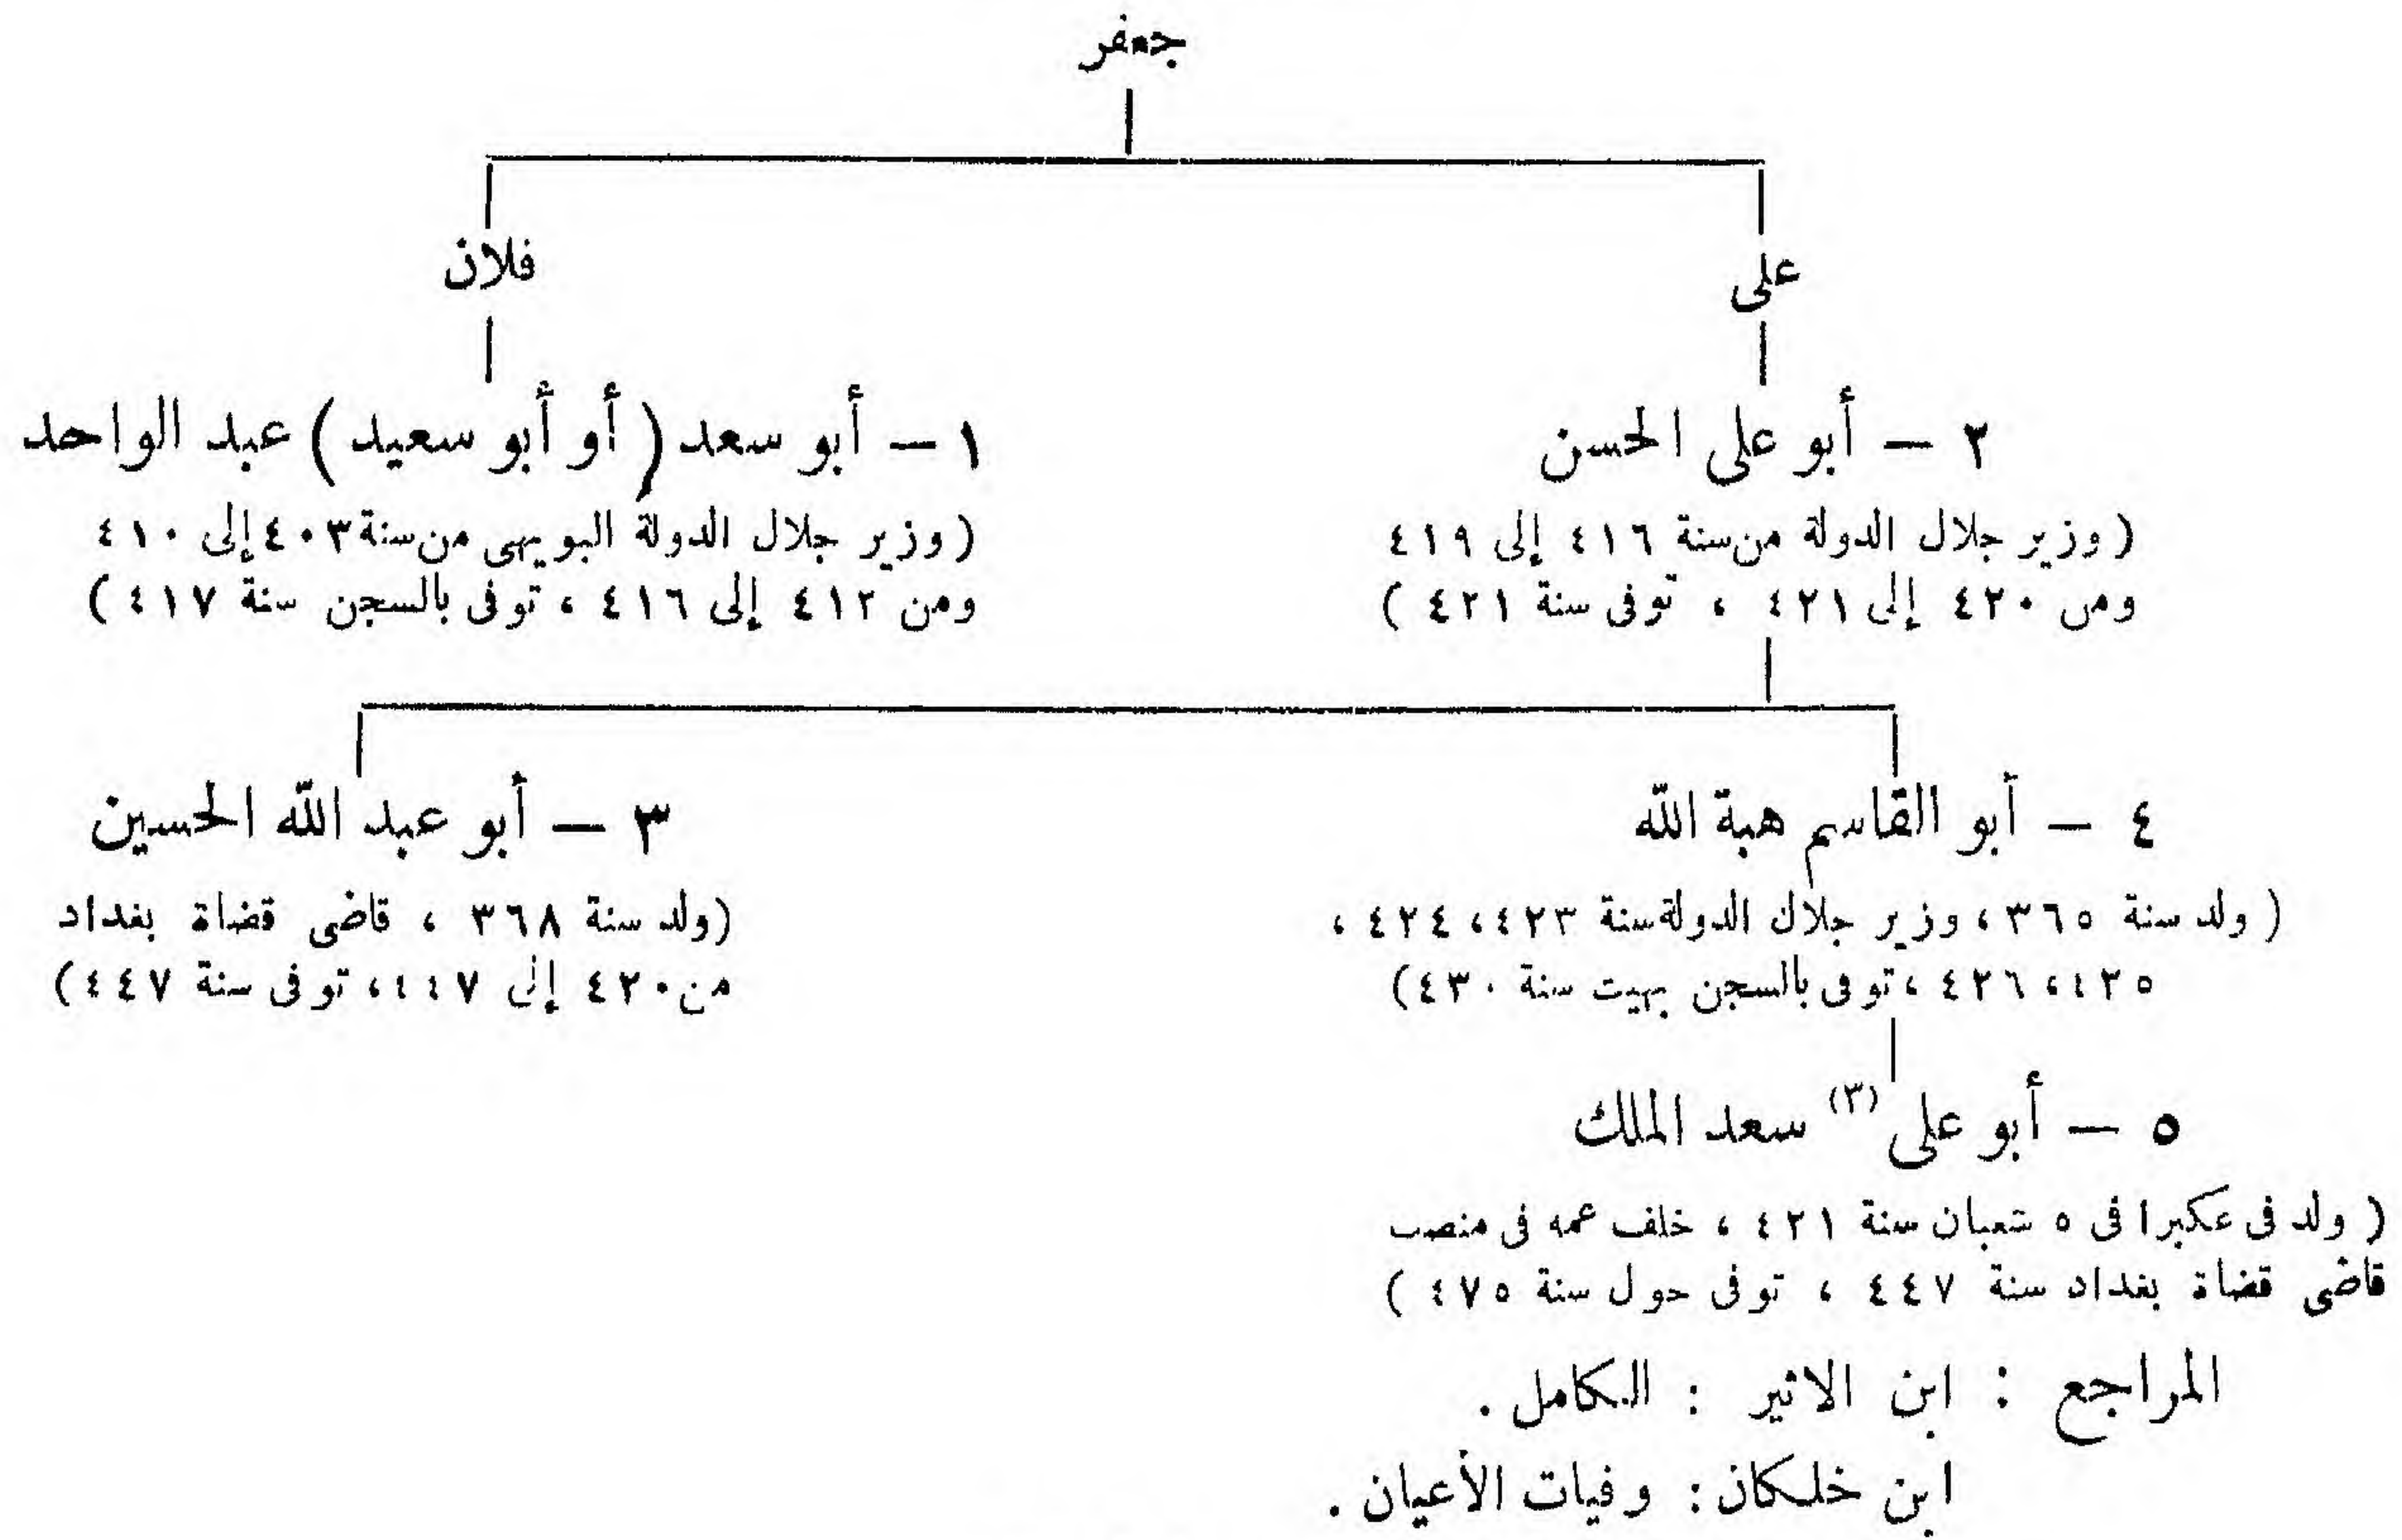 جعفر
على
فلان
٢ — أبو على الحسن
( وزير جلال الدولة من سنة ٤١٦ إلى ٤١٩
ومن ٤٢٠ إلى ٤٢١ ، توفى سنة ٤٢١ )
١ — أبو سعد ( أو أبو سعيد ) عبد الواحد
( وزير جلال الدولة البويهى من سنة ٤٠٣ إلى ٤١٠
ومن ٤١٢ إلى ٤١٦ ، توفى بالسجن سنة ٤١٧ )
٤ — أبو القاسم هبة الله
( ولد سنة ٣٦٥ ، وزير جلال الدولة سنة ٤٢٣ ، ٤٢٤ ،
٤٢٥ ، ٤٢٦ ، توفى بالسجن بهيت سنة ٤٣٠ )
٣ — أبو عبد الله الحسين
( ولد سنة ٣٦٨ ، قاضى قضاة بغداد
من ٤٢٠ إلى ٤٤٧ ، توفى سنة ٤٤٧ )
٥ — أبو على (٣) سعد الملك
( ولد فى عكبرا فى ٥ شعبان سنة ٤٢١ ، خلف عمه فى منصب
قاضى قضاة بغداد سنة ٤٤٧ ، توفى حول سنة ٤٧٥ )
المراجع : ابن الاثير : الكامل .
ابن خلكان : وفيات الأعيان .